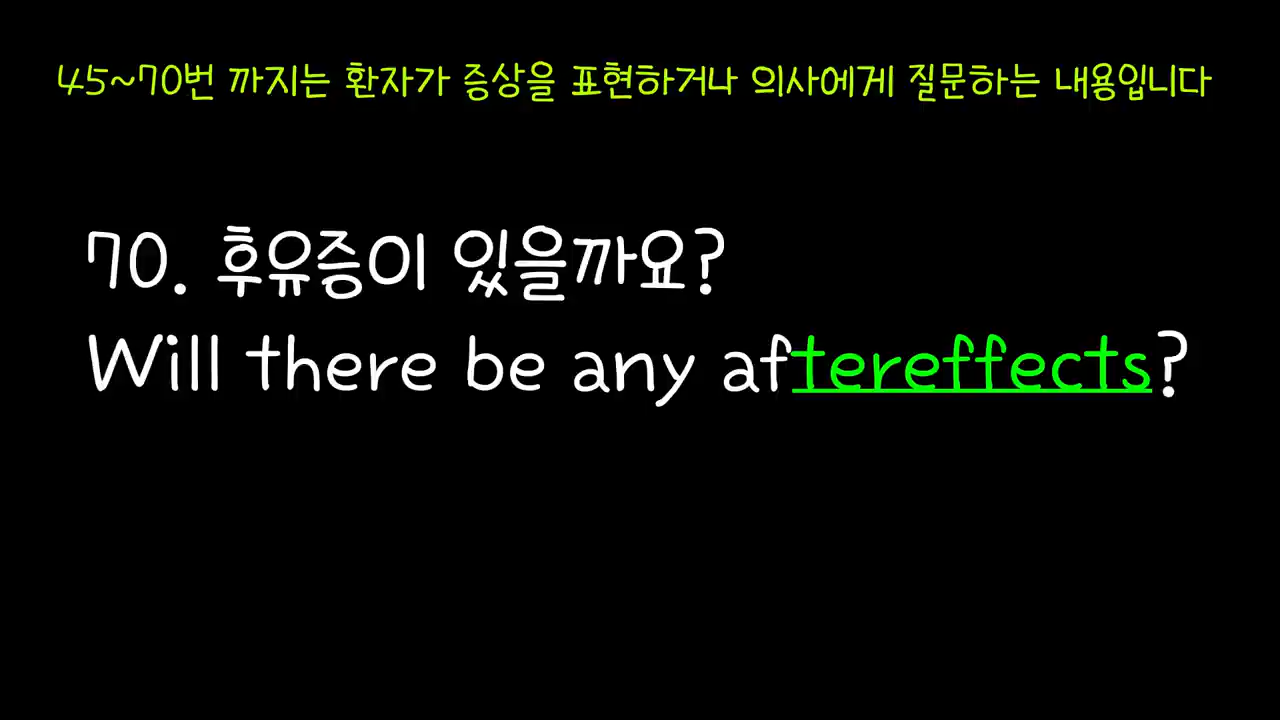 45~70번 까지는 환자가 증상을 표현하거나 의사에게 질문하는 내용입니다
70. 후유증이 있을까요?
Will there be any aftereffects?